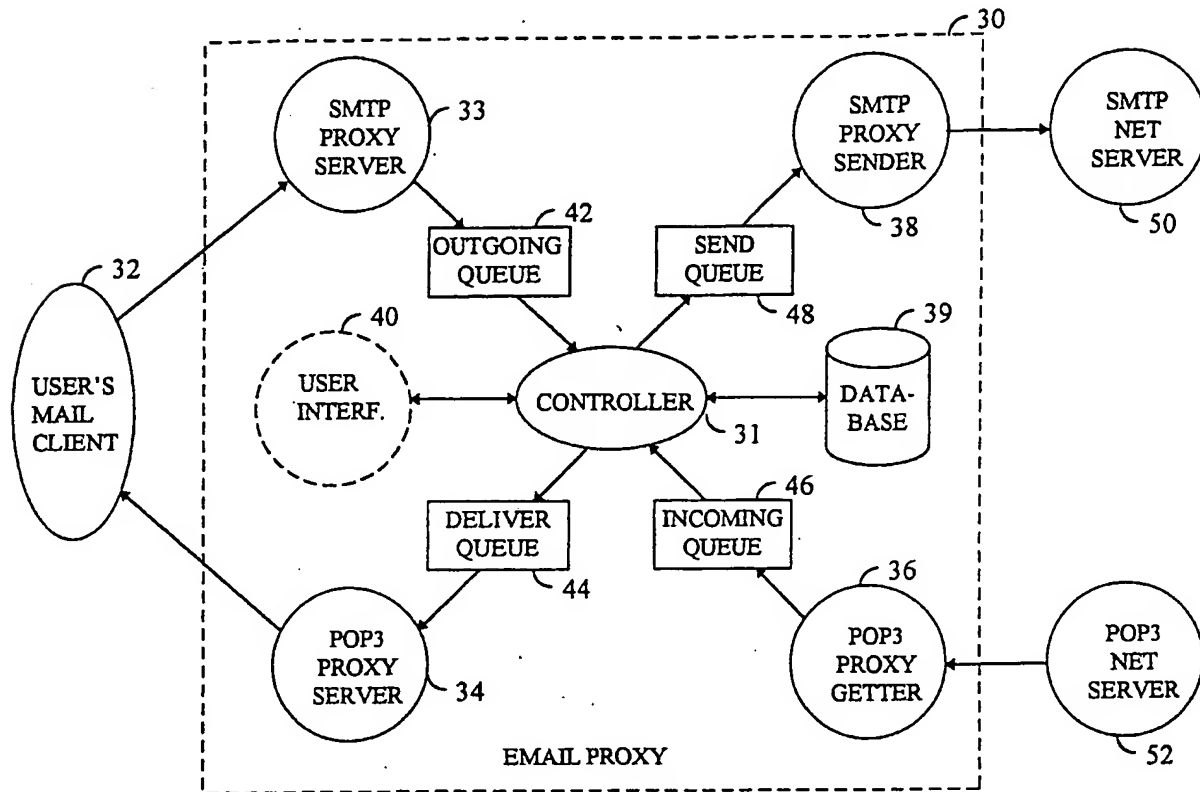 30
SMTP
PROXY
SERVER
33
SMTP
PROXY
SENDER
38
SMTP
NET
SERVER
50
42
OUTGOING
QUEUE
SEND
QUEUE
48
32
USER'S
MAIL
CLIENT
40
USER
INTERF.
CONTROLLER
31
39
DATA-
BASE
DELIVER
QUEUE
44
46
INCOMING
QUEUE
36
POP3
PROXY
SERVER
34
POP3
PROXY
GETTER
POP3
NET
SERVER
52
EMAIL PROXY